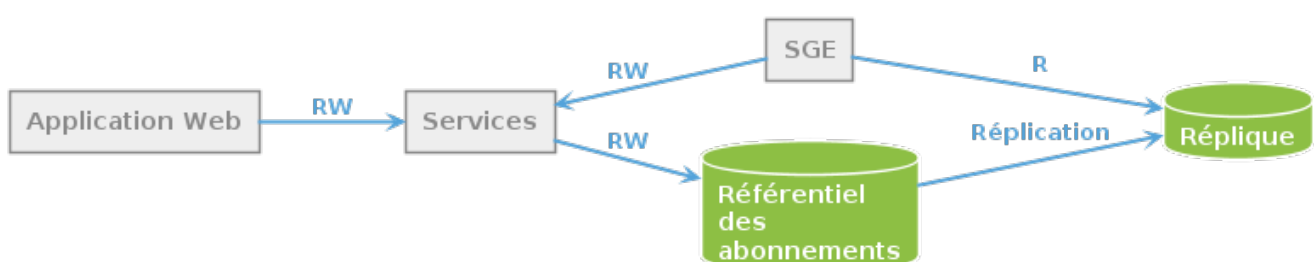 SGE
RW
R
Application Web
RW
Services
RW
Réplication
Réplique
Référentiel
des
abonnements